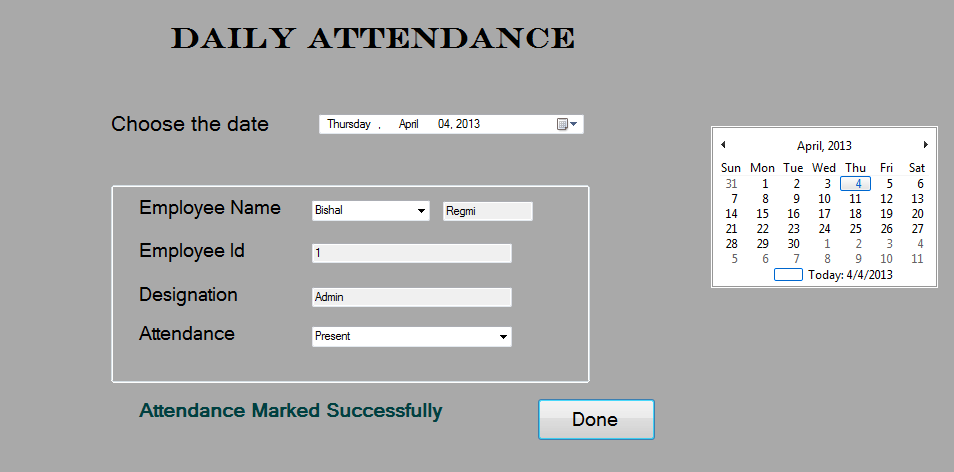 DAILY ATTENDANCE
Choose the date
Thursday , April 04, 2013
Employee Name Bishal Regmi
Employee Id 1
Designation Admin
Attendance Present
Attendance Marked Successfully
Done
April, 2013
Sun Mon Tue Wed Thu Fri Sat
31 1 2 3 4 5 6
7 8 9 10 11 12 13
14 15 16 17 18 19 20
21 22 23 24 25 26 27
28 29 30 1 2 3 4
5 6 7 8 9 10 11
Today: 4/4/2013